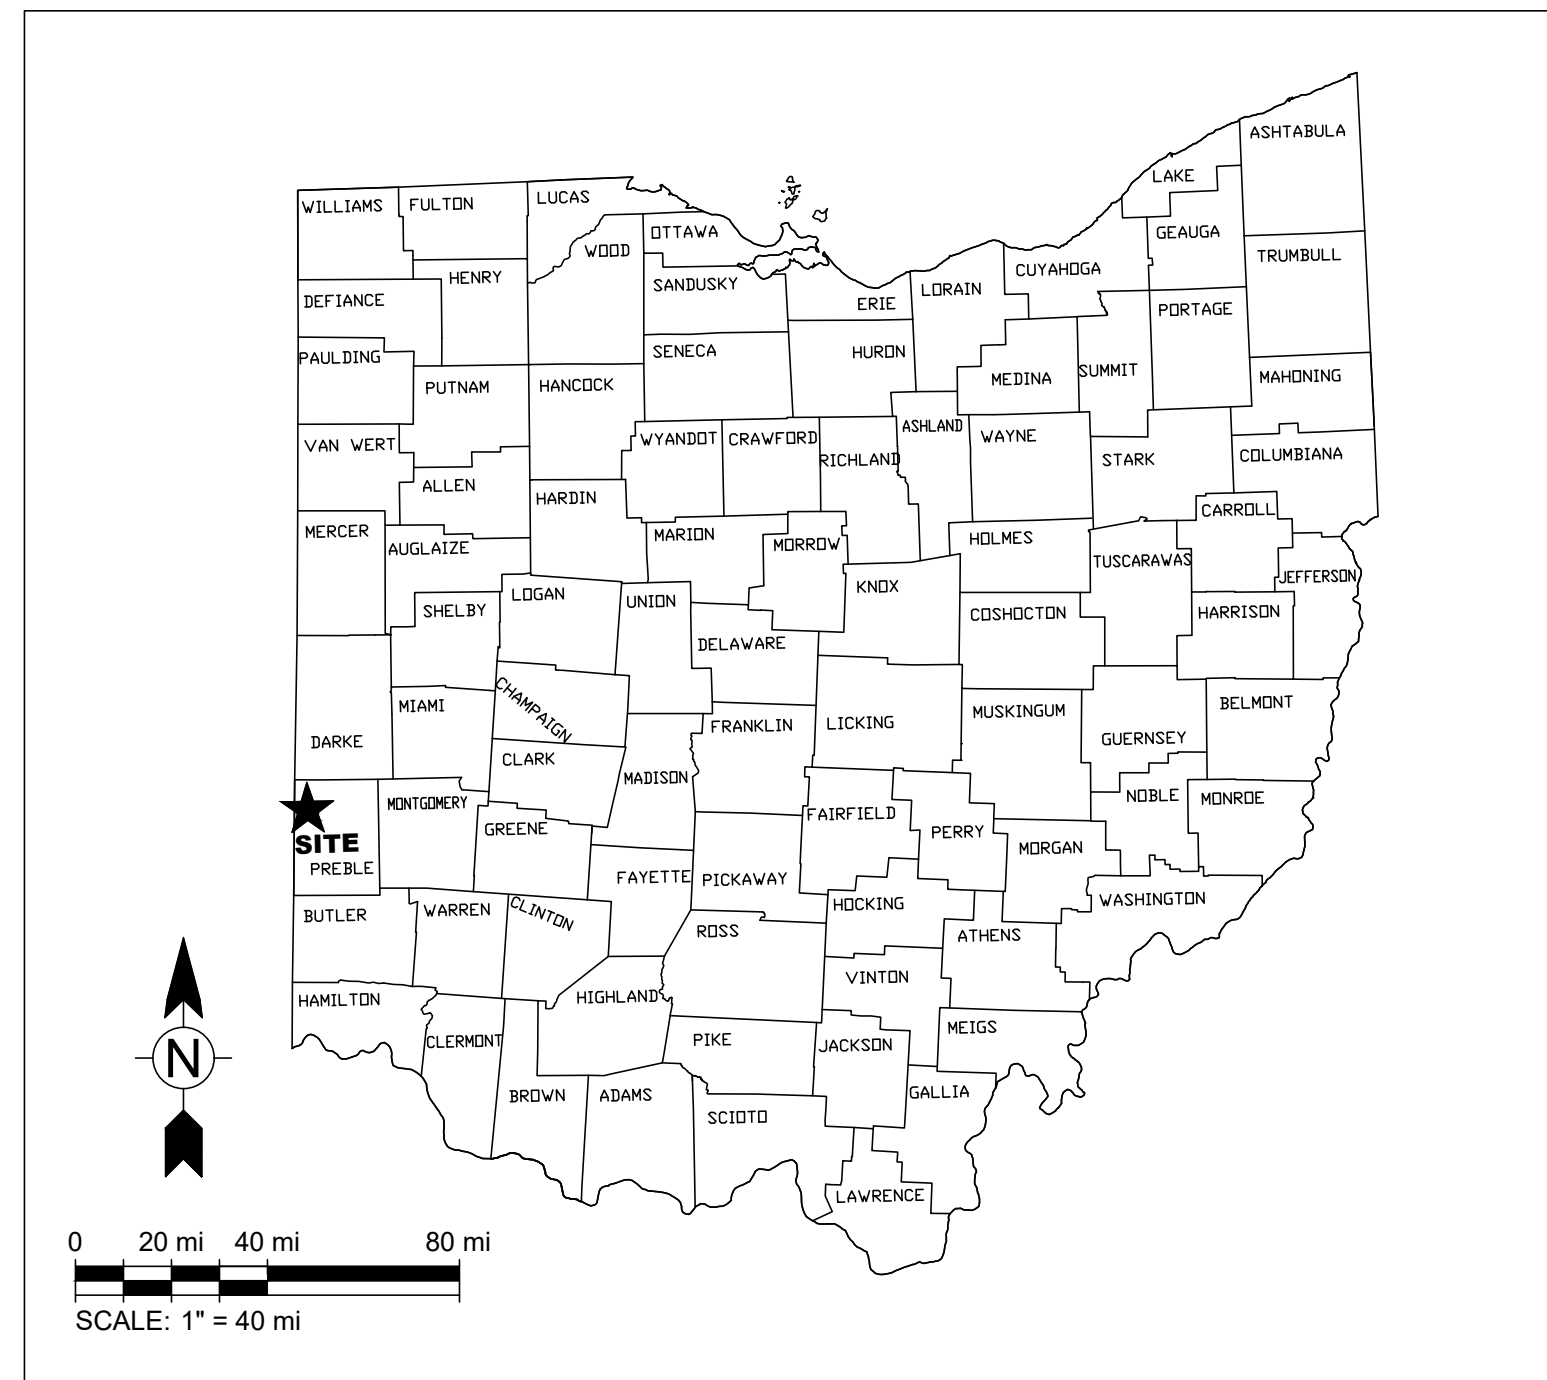 ASHTABULA
LAKE
LUCAS
WILLIAMS
FULTON
OTTAWA
GEAUGA
WOOD
TRUMBULL
CUYAHOGA
HENRY
SANDUSKY
LORAIN
DEFIANCE
ERIE
PORTAGE
PAULDING
SENECA
HURON
SUMMIT
MEDINA
MAHONING
PUTNAM
HANCOCK
ASHLAND
WAYNE
WYANDOT
CRAWFORD
VAN WERT
RICHLAND
STARK
COLUMBIANA
ALLEN
HARDIN
CARROLL
MERCER
MARION
HOLMES
MORROW
AUGLAIZE
TUSCARAWAS
JEFFERSON
KNOX
LOGAN
UNION
SHELBY
COSHOCTON
HARRISON
DELAWARE
CHAMPAIGN
MIAMI
BELMONT
MUSKINGUM
FRANKLIN
LICKING
GUERNSEY
DARKE
CLARK
MADISON
NOBLE
MONROE
MONTGOMERY
FAIRFIELD
GREENE
PERRY
SITE
MORGAN
PREBLE
FAYETTE
PICKAWAY
WASHINGTON
HOCKING
BUTLER
WARREN
CLINTON
ROSS
ATHENS
VINTON
HAMILTON
HIGHLAND
MEIGS
CLERMONT
PIKE
JACKSON
N
GALLIA
BROWN
ADAMS
SCIOTO
LAWRENCE
0 20 mi 40 mi 80 mi
SCALE: 1" = 40 mi